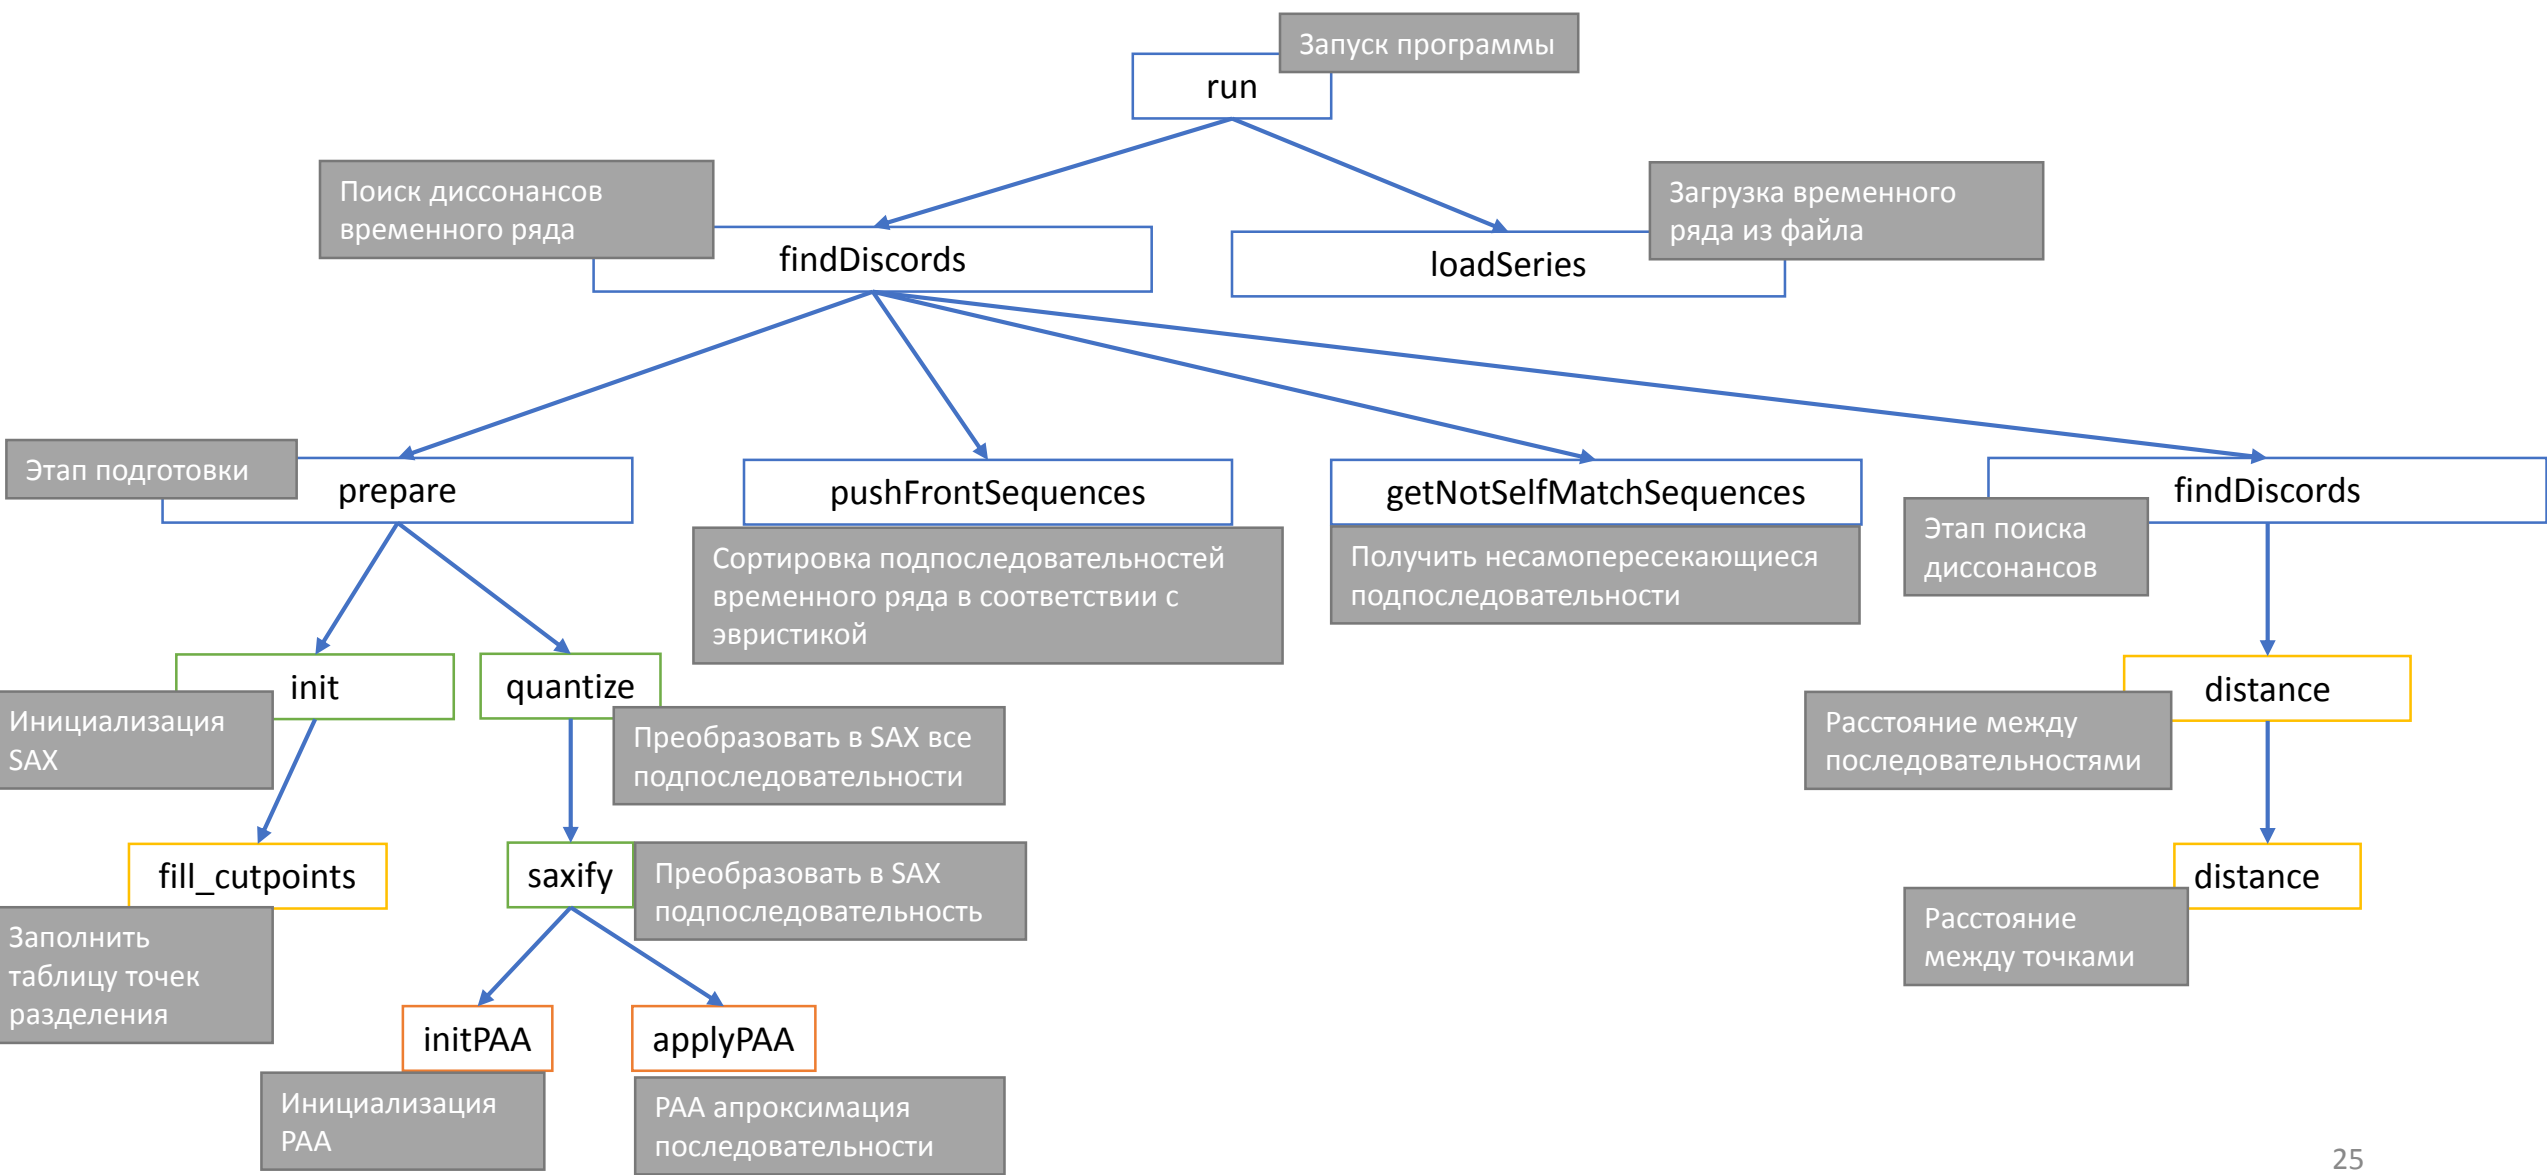 Запуск программы
run
Поиск диссонансов
временного ряда
findDiscords
Загрузка временного
ряда из файла
loadSeries
Этап подготовки
prepare
pushFrontSequences
Сортировка подпоследовательностей
временного ряда в соответствии с
эвристикой
getNotSelfMatchSequences
Получить несамопересекающиеся
подпоследовательности
findDiscords
Этап поиска
диссонансов
init
Инициализация
SAX
quantize
Преобразовать в SAX все
подпоследовательности
distance
Расстояние между
последовательностями
fill_cutpoints
Заполнить
таблицу точек
разделения
saxify
Преобразовать в SAX
подпоследовательность
distance
Расстояние
между точками
initPAA
Инициализация
PAA
applyPAA
PAA апроксимация
последовательности
25